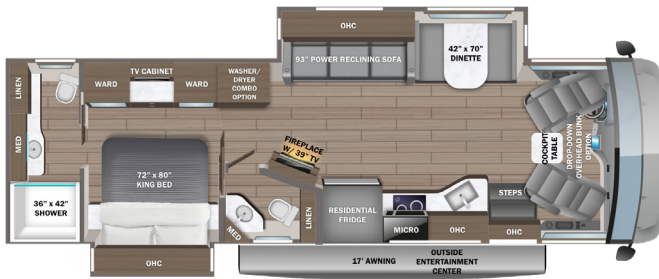 OHC
93" POWER RECLINING SOFA
42" x 70"
DINETTE
LINEN
TV CABINET
WARD
WARD
WASHER/
DRYER
COMBO
OPTION
MED
72" x 80"
KING BED
FIREPLACE
W/ 39" TV
COCKPIT
TABLE
DROP-DOWN
OVERHEAD BUNK
OPTION
36" x 42"
SHOWER
MED
LINEN
RESIDENTIAL
FRIDGE
MICRO
OHC
STEPS
OHC
OHC
17' AWNING
OUTSIDE
ENTERTAINMENT
CENTER